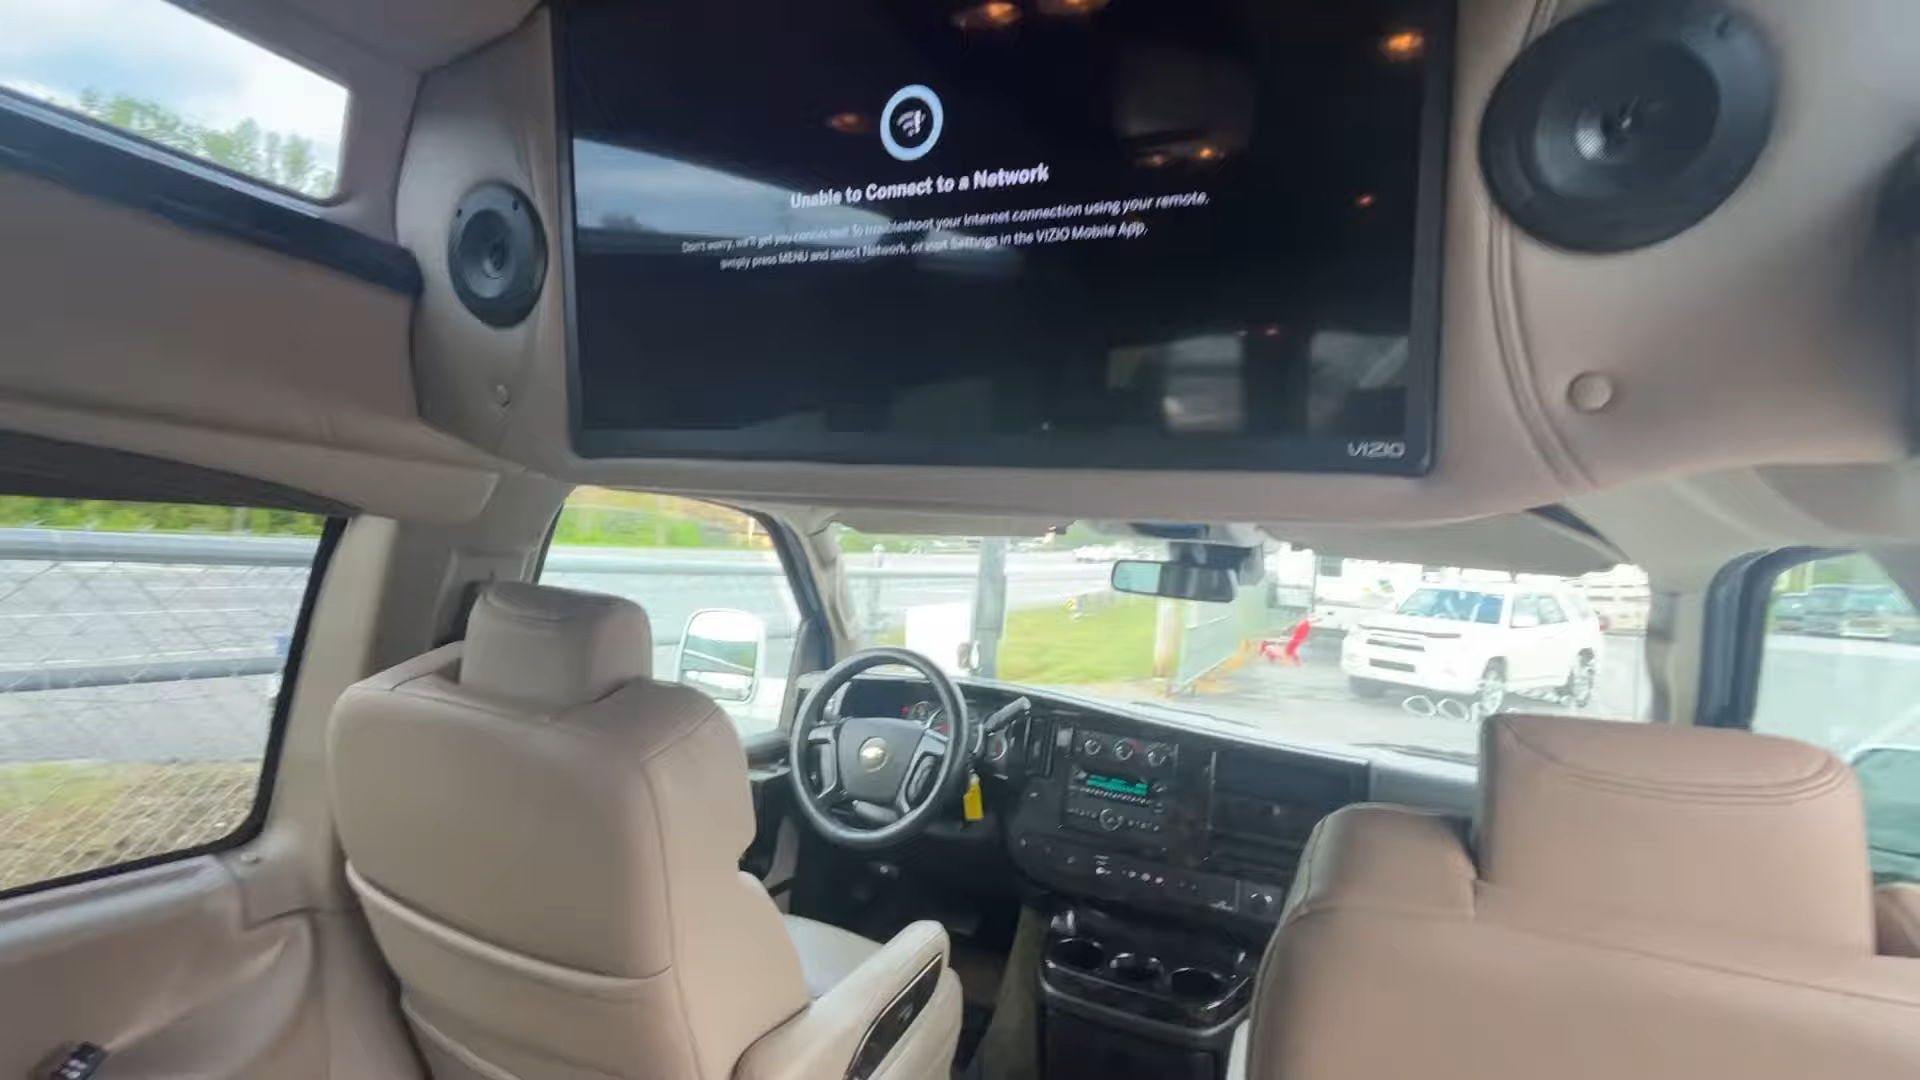 Unable to Connect to a Network
Don't worry, we'll get you connected! To troubleshoot your Internet connection using your remote,
simply press MENU and select Network, or visit Settings in the VIZIO Mobile App.
VIZIO